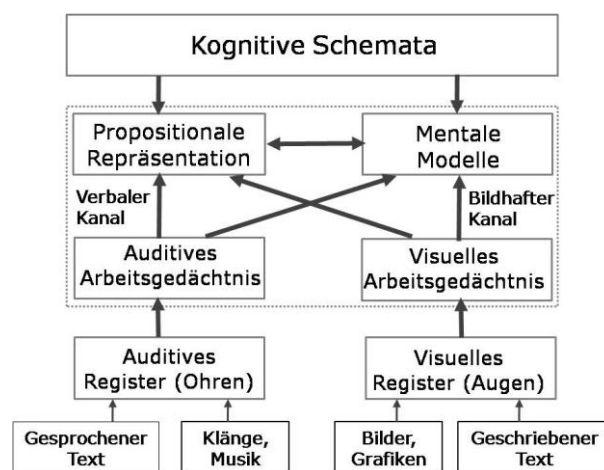 Kognitive Schemata
Propositionale
Repräsentation
Mentale
Modelle
Verbaler
Kanal
Bildhafter
Kanal
Auditives
Arbeitsgedächtnis
Visuelles
Arbeitsgedächtnis
Auditives
Register (Ohren)
Visuelles
Register (Augen)
Gesprochener
Text
Klänge,
Musik
Bilder,
Grafiken
Geschriebener
Text